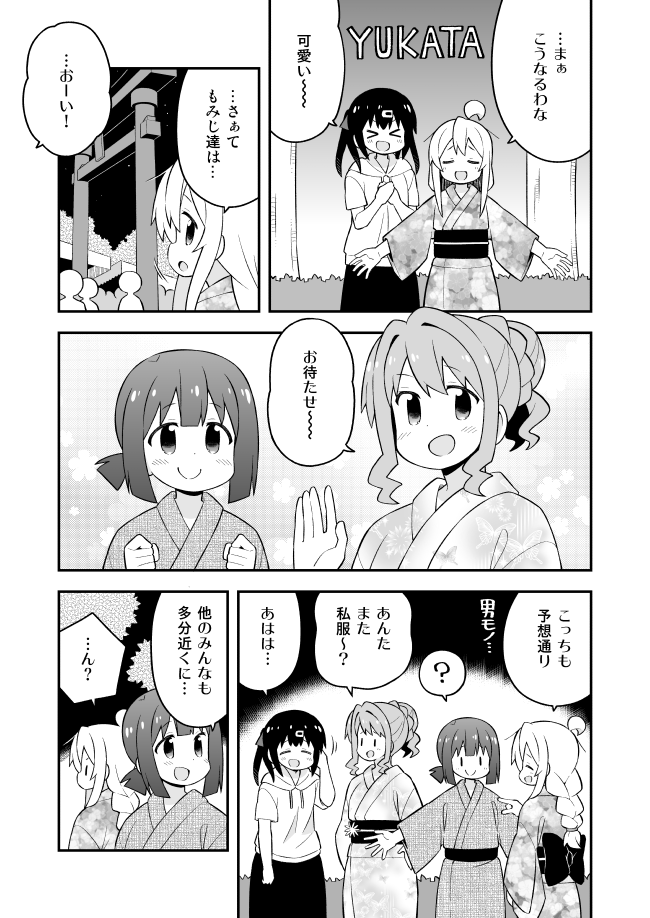 …まぁ
こうなるわな
YUKATA
可愛い〜〜
…さぁて
もみじ達は…
…おーい！
お待たせ〜〜
こっちも
予想通り
男モノ…
？
あんた
また
私服〜？
あはは…
他のみんなも
多分近くに…
…ん？